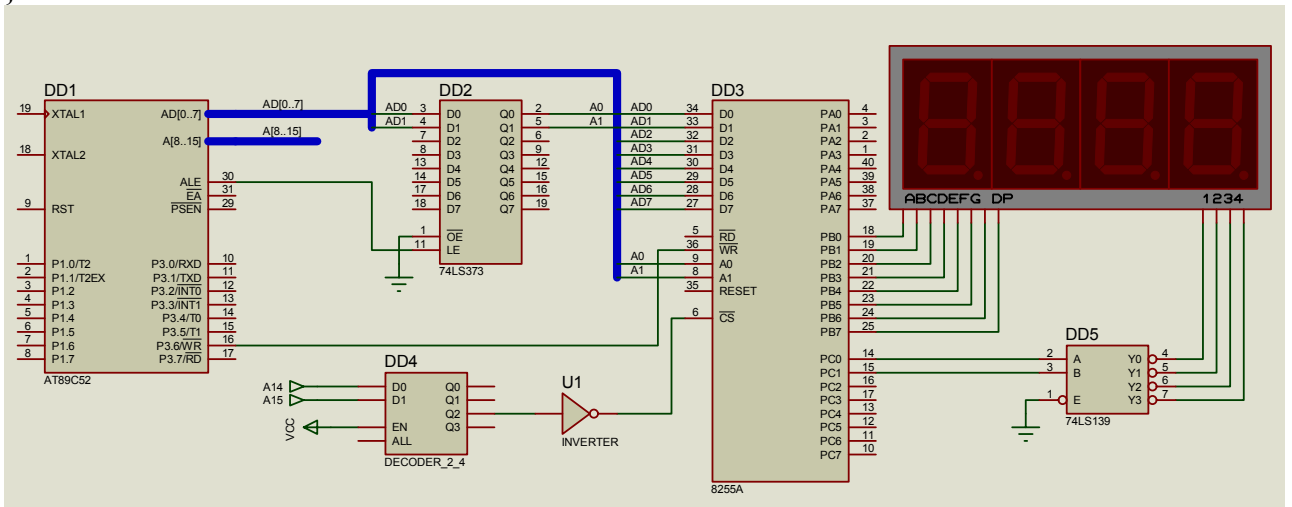 DD1
19 XTAL1 AD[0..7] AD[0..7]
A[8..15] A[8..15]
18 XTAL2
ALE 30
EA 31
9 RST PSEN 29
1 P1.0/T2 P3.0/RXD 10
2 P1.1/T2EX P3.1/TXD 11
3 P1.2 P3.2/INT0 12
4 P1.3 P3.3/INT1 13
5 P1.4 P3.4/T0 14
6 P1.5 P3.5/T1 15
7 P1.6 P3.6/WR 16
8 P1.7 P3.7/RD 17
AT89C52
DD2
AD0 3 D0 Q0 2 A0
AD1 4 D1 Q1 5 A1
7 D2 Q2 6
8 D3 Q3 9
13 D4 Q4 12
14 D5 Q5 15
17 D6 Q6 16
18 D7 Q7 19
1 OE
11 LE
74LS373
DD4
A14 D0 Q0
A15 D1 Q1
Q2
VCC EN Q3
ALL
DECODER_2_4
U1
INVERTER
DD3
AD0 34 D0 PA0 4
AD1 33 D1 PA1 3
AD2 32 D2 PA2 2
AD3 31 D3 PA3 1
AD4 30 D4 PA4 40
AD5 29 D5 PA5 39
AD6 28 D6 PA6 38
AD7 27 D7 PA7 37
5 RD PB0 18
36 WR PB1 19
A0 9 A0 PB2 20
A1 8 A1 PB3 21
35 RESET PB4 22
PB5 23
6 CS PB6 24
PB7 25
PC0 14
PC1 15
PC2 16
PC3 17
PC4 13
PC5 12
PC6 11
PC7 10
8255A
ABCDEFG DP 1234
DD5
2 A Y0 4
3 B Y1 5
Y2 6
1 E Y3 7
74LS139